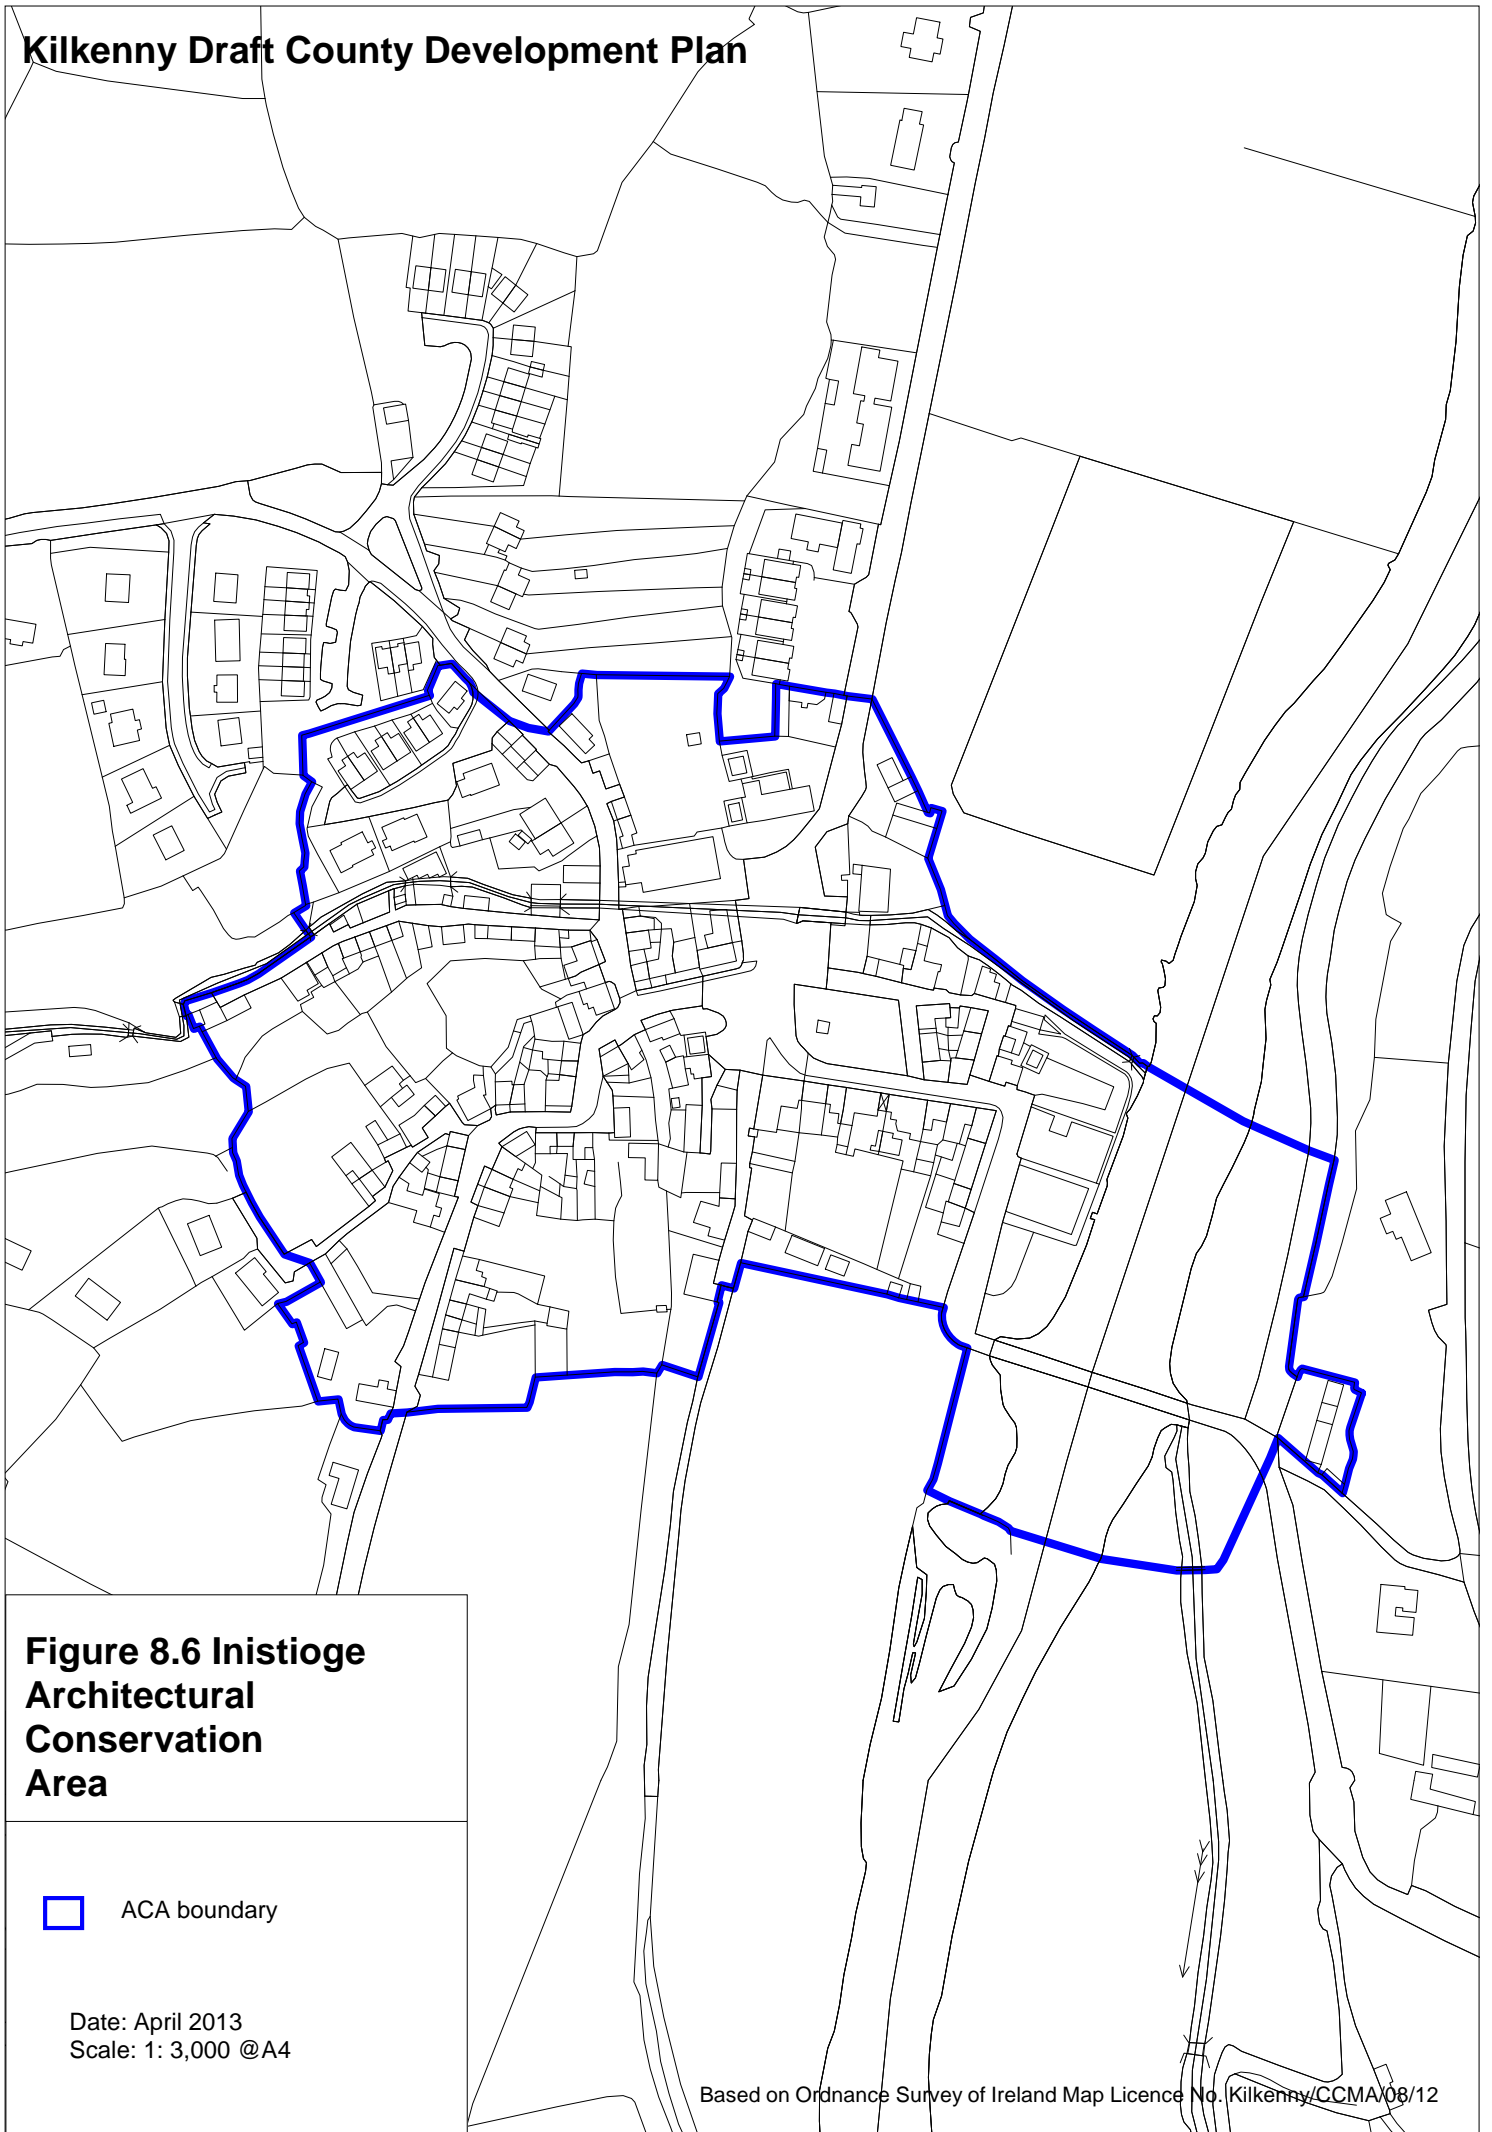 Kilkenny Draft County Development Plan
Figure 8.6 Inistioge
Architectural
Conservation
Area
ACA boundary
Date: April 2013
Scale: 1: 3,000 @A4
Based on Ordnance Survey of Ireland Map Licence No. Kilkenny/CCMA/08/12